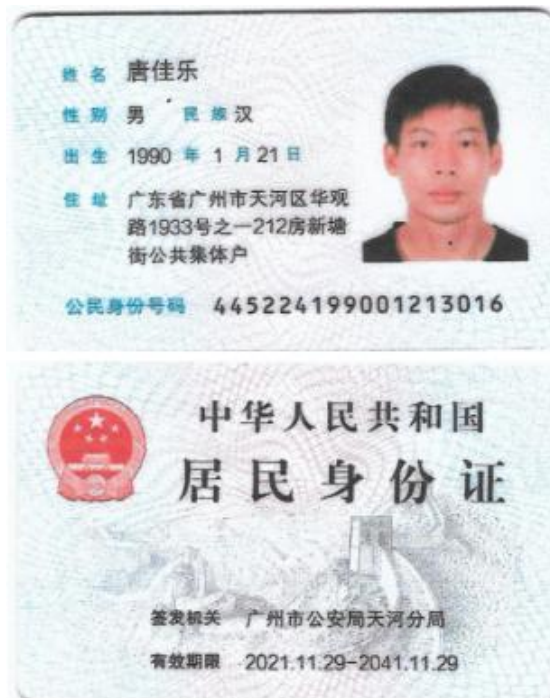 姓名 唐佳乐
性别 男 民族 汉
出生 1990 年 1 月 21 日
住址 广东省广州市天河区华观
路1933号之一212房新塘
街公共集体户
公民身份号码 445224199001213016
中华人民共和国
居民身份证
签发机关 广州市公安局天河分局
有效期限 2021.11.29-2041.11.29